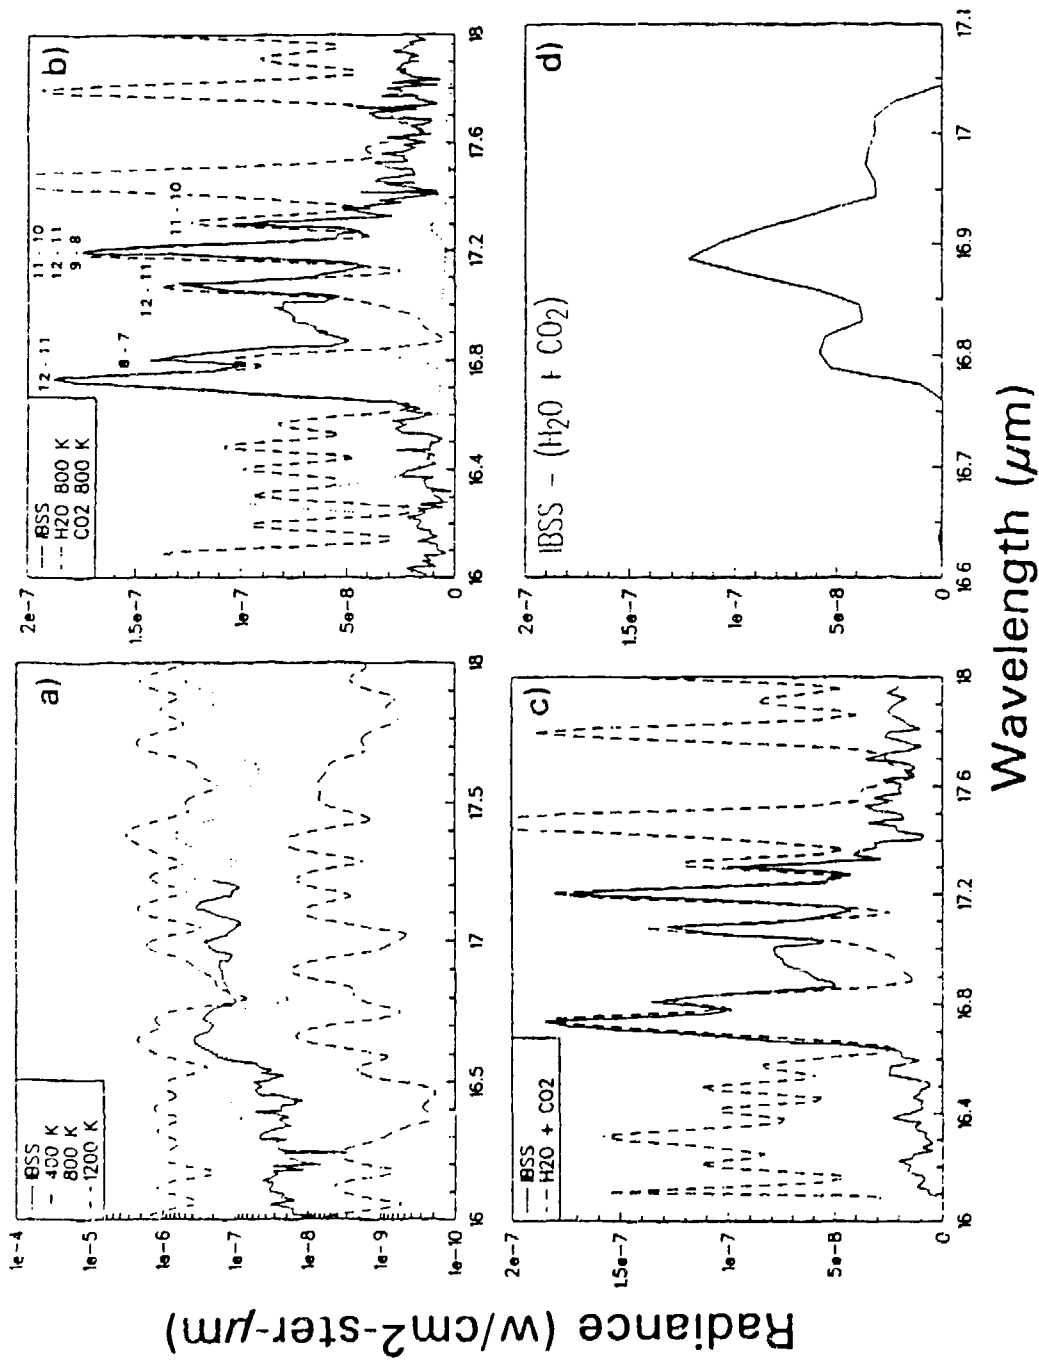 Radiance (w/cm2-ster-μm)
a)
IBSS
400 K
800 K
1200 K
1e-4
1e-5
1e-6
1e-7
1e-8
1e-9
1e-10
16
16.5
17
17.5
18
b)
IBSS
H2O 800 K
CO2 800 K
12 - 11
8 - 7
12 - 11
11 - 10
12 - 11
9 - 8
11 - 10
2e-7
1.5e-7
1e-7
5e-8
0
16
16.4
16.8
17.2
17.6
18
c)
IBSS
H2O + CO2
2e-7
1.5e-7
1e-7
5e-8
0
16
16.4
16.8
17.2
17.6
18
d)
IBSS - (H2O + CO2)
2e-7
1.5e-7
1e-7
5e-8
0
16.6
16.7
16.8
16.9
17
17.1
Wavelength (μm)